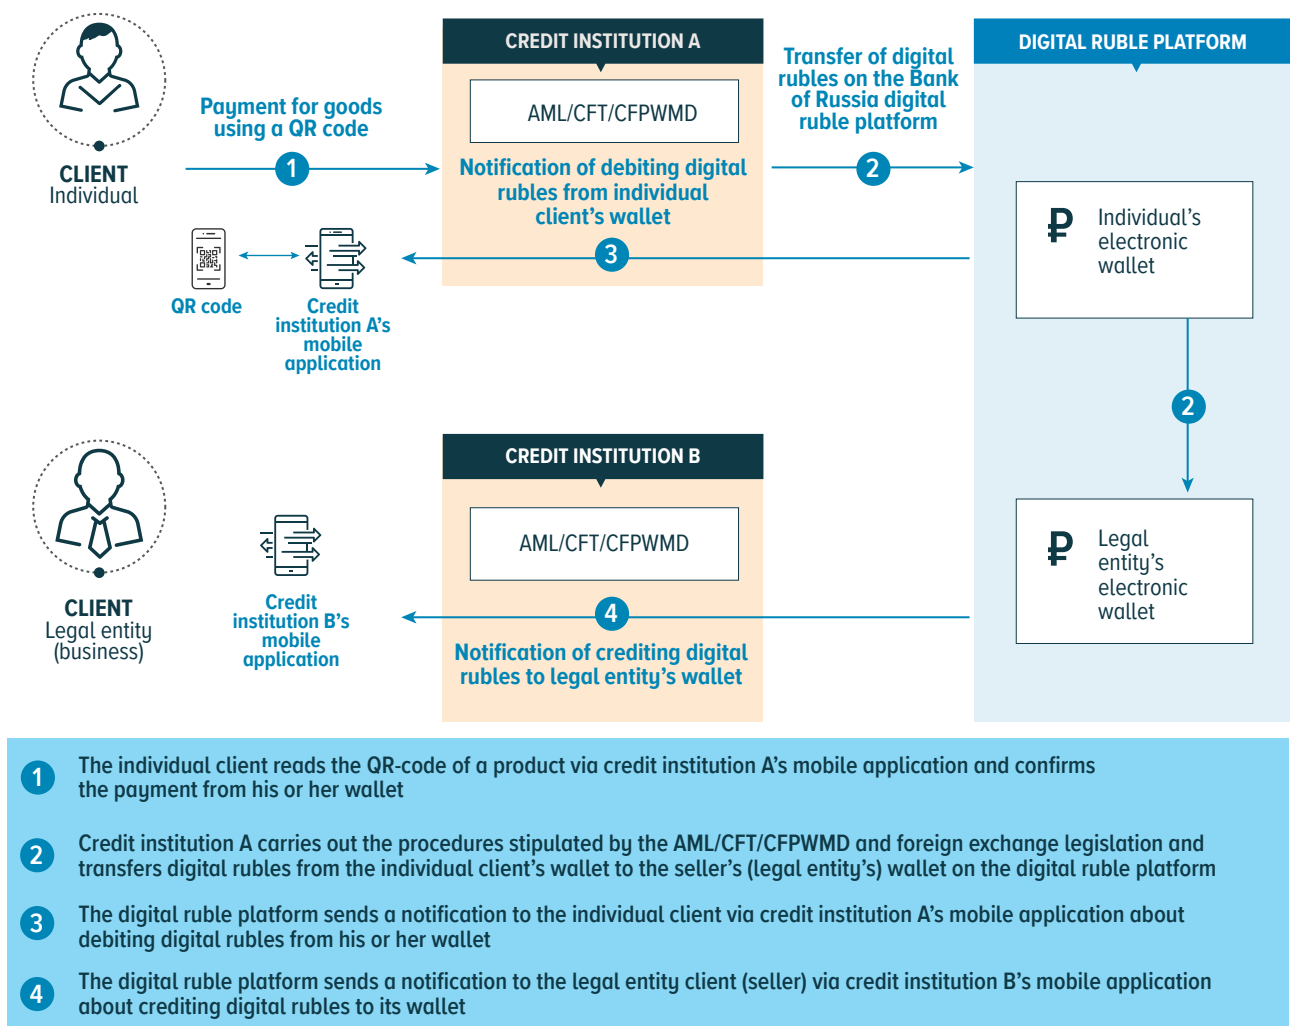 CREDIT INSTITUTION A
DIGITAL RUBLE PLATFORM
AML/CFT/CFPWMD
Payment for goods
using a QR code
1
CLIENT
Individual
Notification of debiting digital
rubles from individual
client's wallet
3
Transfer of digital
rubles on the Bank
of Russia digital
ruble platform
2
₽
Individual's
electronic
wallet
QR code
Credit
institution A's
mobile
application
2
CREDIT INSTITUTION B
AML/CFT/CFPWMD
CLIENT
Legal entity
(business)
Credit
institution B's
mobile
application
4
Notification of crediting digital
rubles to legal entity's wallet
₽
Legal
entity's
electronic
wallet
1
The individual client reads the QR-code of a product via credit institution A's mobile application and confirms
the payment from his or her wallet
2
Credit institution A carries out the procedures stipulated by the AML/CFT/CFPWMD and foreign exchange legislation and
transfers digital rubles from the individual client's wallet to the seller's (legal entity's) wallet on the digital ruble platform
3
The digital ruble platform sends a notification to the individual client via credit institution A's mobile application about
debiting digital rubles from his or her wallet
4
The digital ruble platform sends a notification to the legal entity client (seller) via credit institution B's mobile application
about crediting digital rubles to its wallet